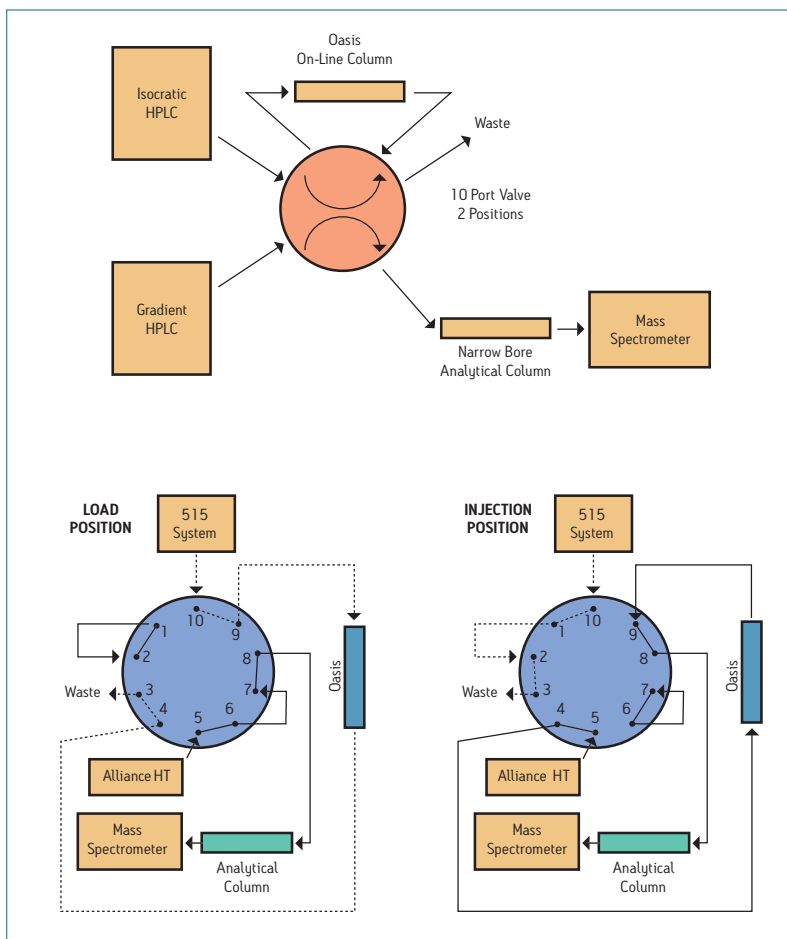 Oasis
On-Line Column
Isocratic
HPLC
Waste
10 Port Valve
2 Positions
Gradient
HPLC
Narrow Bore
Analytical Column
Mass
Spectrometer
LOAD
POSITION
515
System
10
9
1
2
8
3
7
4
5
6
Waste
Oasis
Alliance HT
Mass
Spectrometer
Analytical
Column
INJECTION
POSITION
515
System
10
9
1
2
8
3
7
4
5
6
Waste
Oasis
Alliance HT
Mass
Spectrometer
Analytical
Column